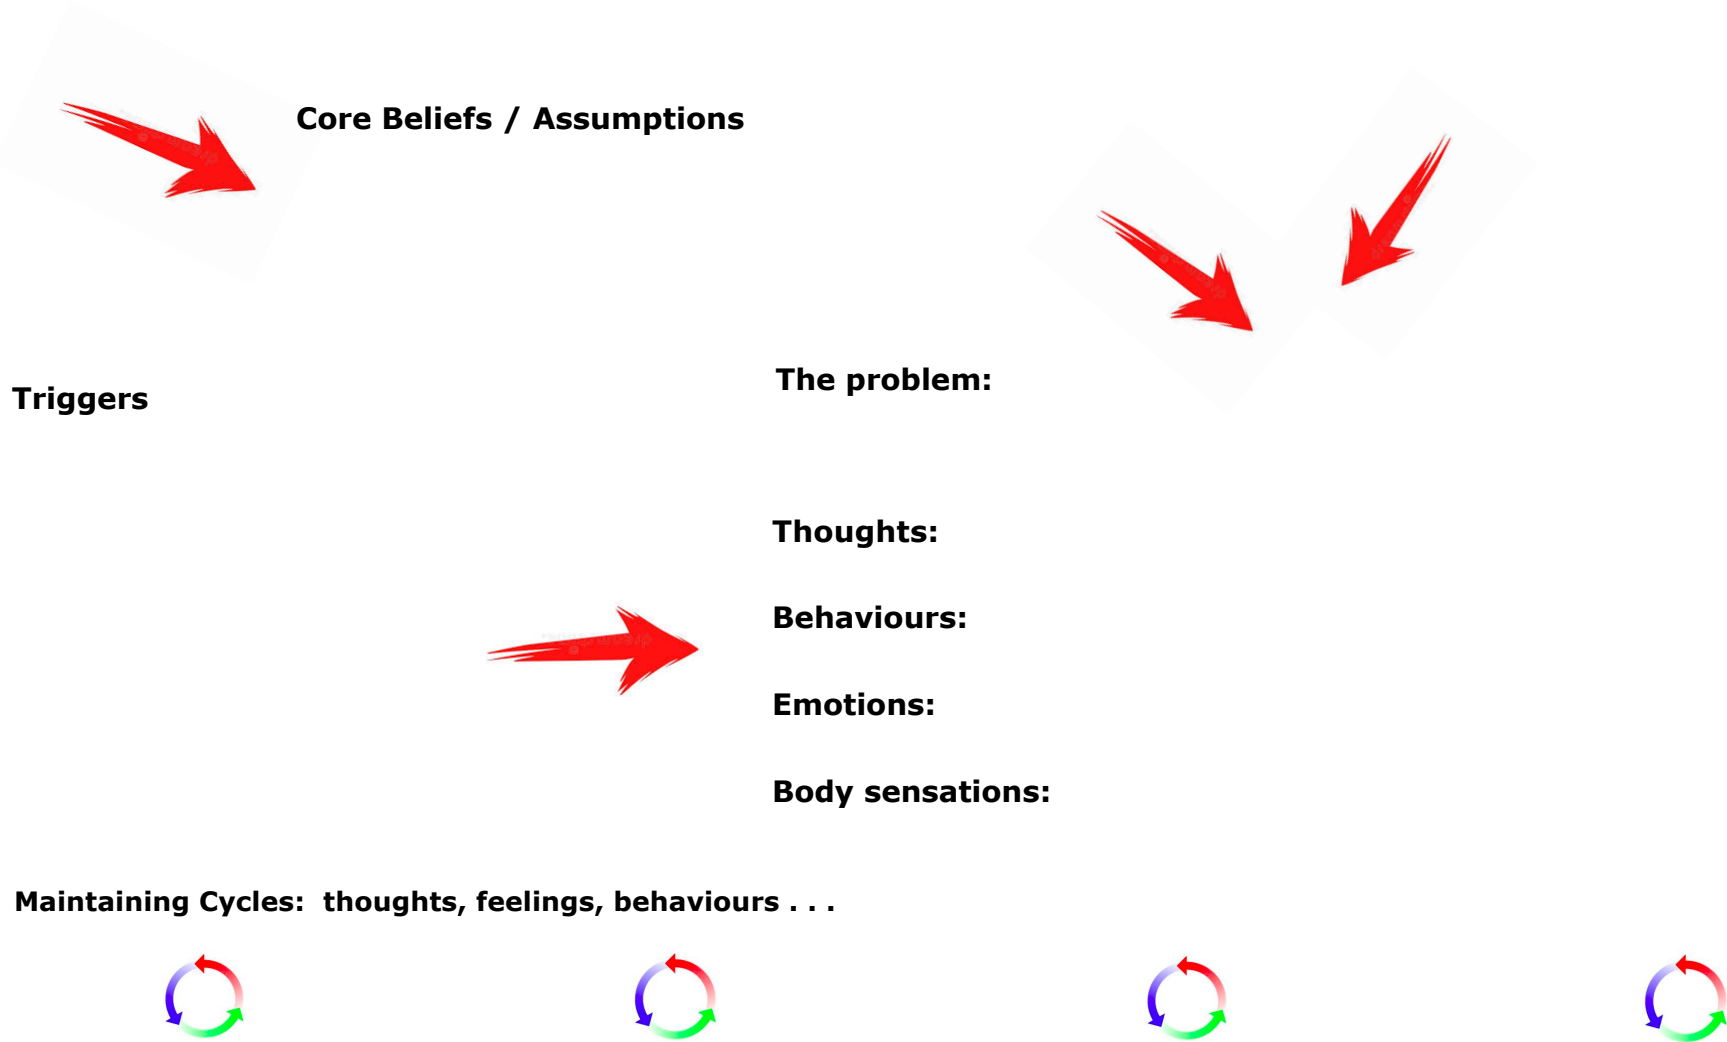 Core Beliefs / Assumptions
Triggers
The problem:
Thoughts:
Behaviours:
Emotions:
Body sensations:
Maintaining Cycles:  thoughts, feelings, behaviours . . .